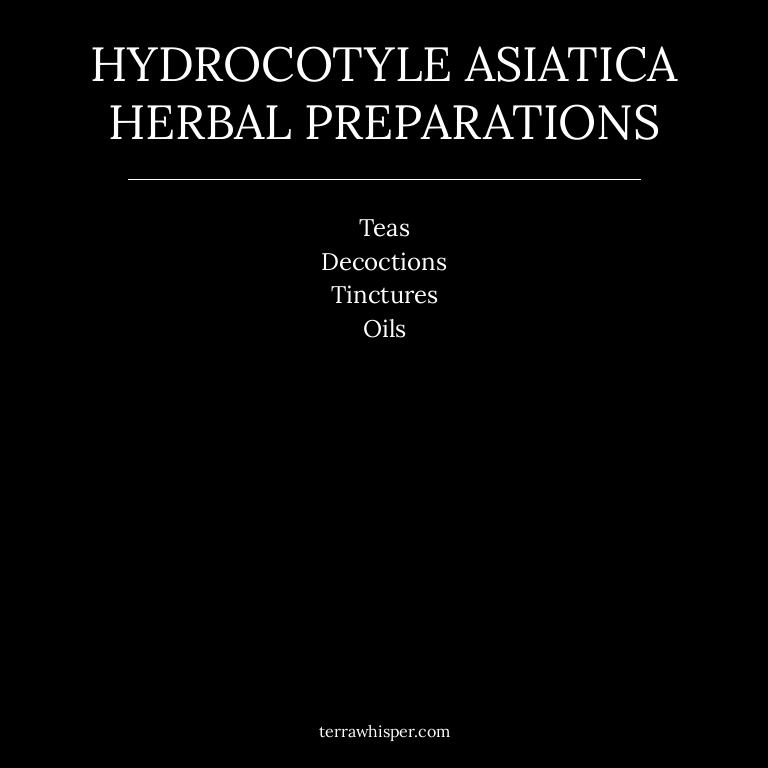 HYDROCOTYLE ASIATICA
HERBAL PREPARATIONS
Teas
Decoctions
Tinctures
Oils
terrawhisper.com